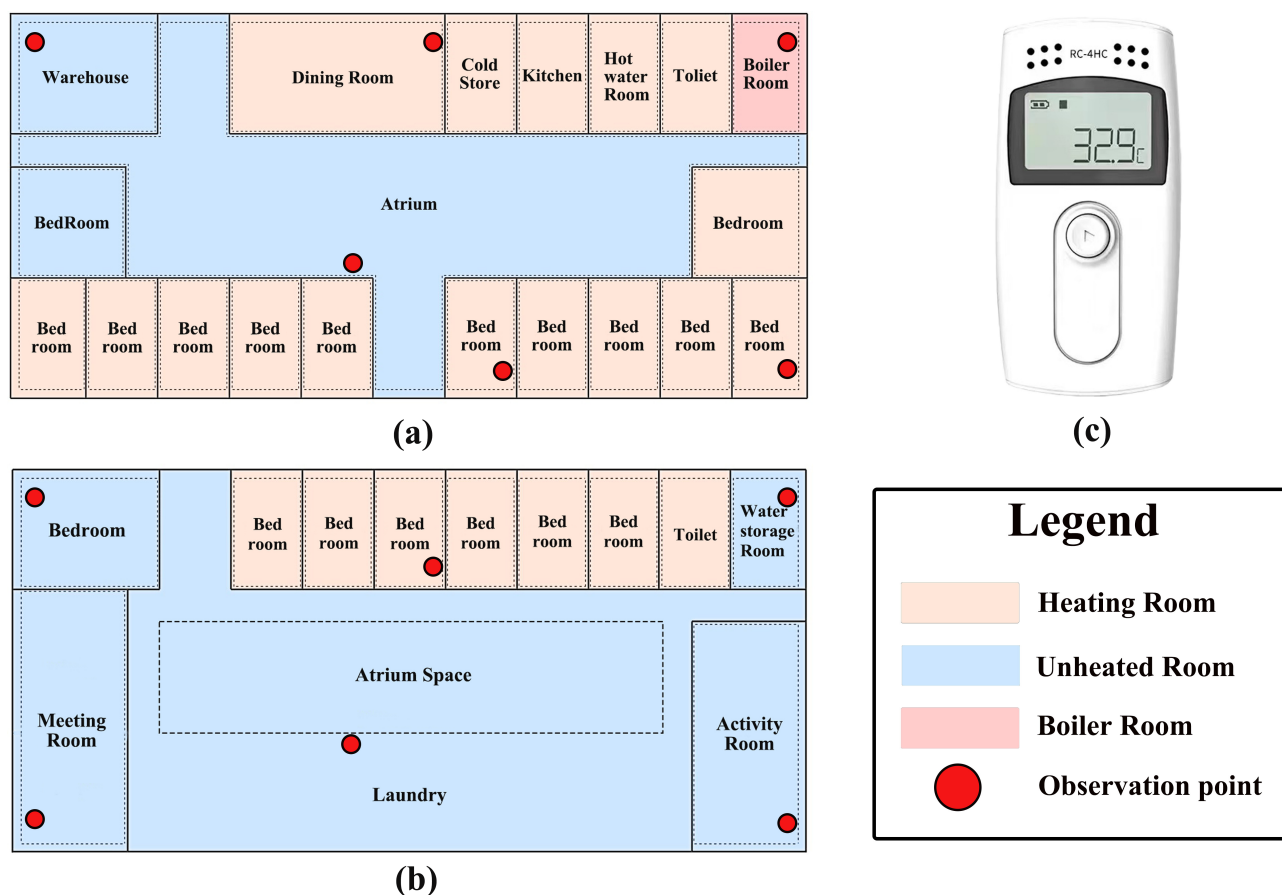 Warehouse
Dining Room
Cold
Store
Kitchen
Hot
water
Room
Toliet
Boiler
Room
BedRoom
Atrium
Bedroom
Bed
room
Bed
room
Bed
room
Bed
room
Bed
room
Bed
room
Bed
room
Bed
room
Bed
room
Bed
room
(a)
RC-4HC
32.9c
(c)
Bedroom
Bed
room
Bed
room
Bed
room
Bed
room
Bed
room
Bed
room
Toilet
Water
storage
Room
Atrium Space
Meeting
Room
Activity
Room
Laundry
(b)
Legend
Heating Room
Unheated Room
Boiler Room
Observation point